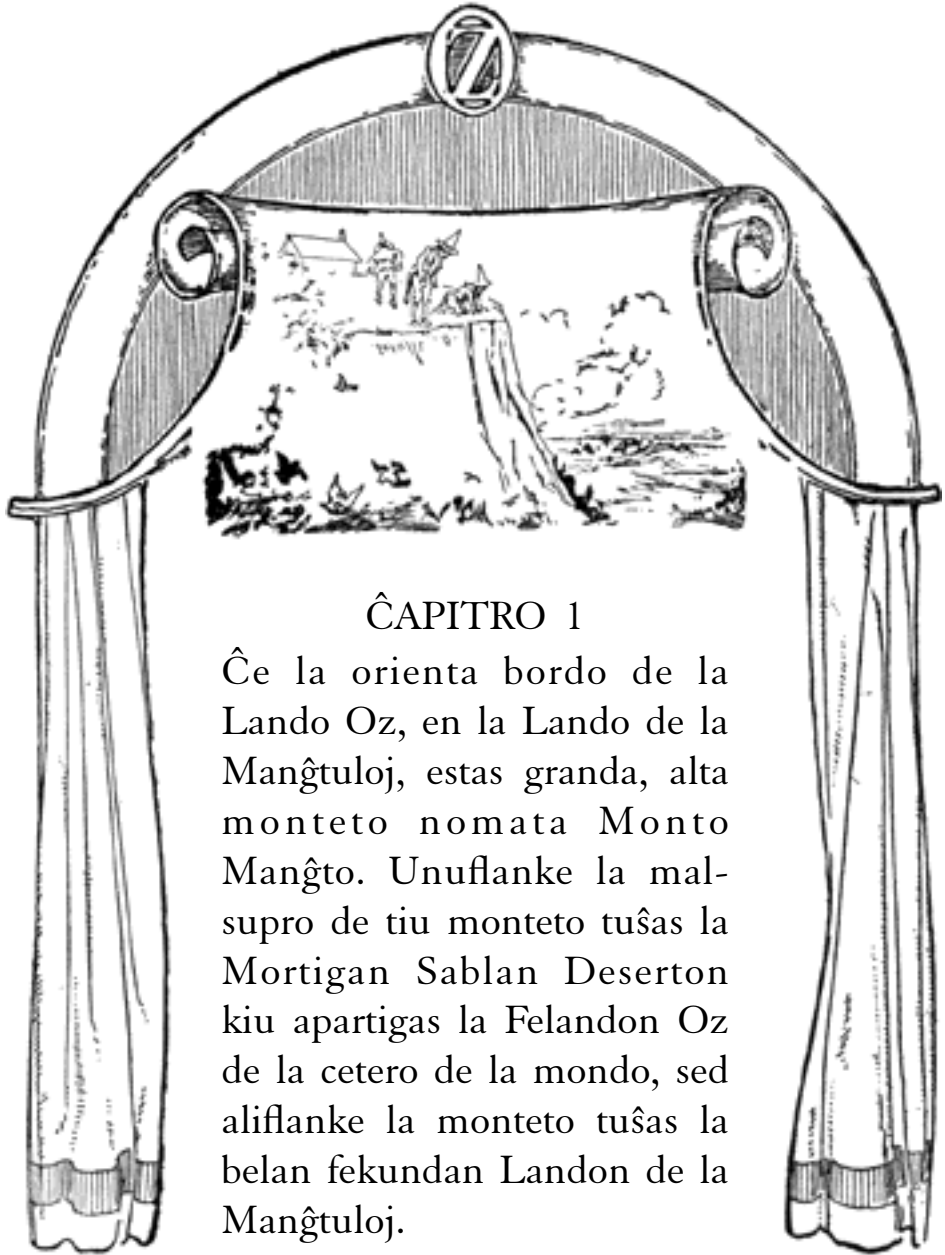 OZ
ĈAPITRO 1
Ĉe la orienta bordo de la
Lando Oz, en la Lando de la
Manĝtuloj, estas granda, alta
monteto nomata Monto
Manĝto. Unuflanke la mal-
supro de tiu monteto tuŝas la
Mortigan Sablan Deserton
kiu apartigas la Felandon Oz
de la cetero de la mondo, sed
aliflanke la monteto tuŝas la
belan fekundan Landon de la
Manĝtuloj.